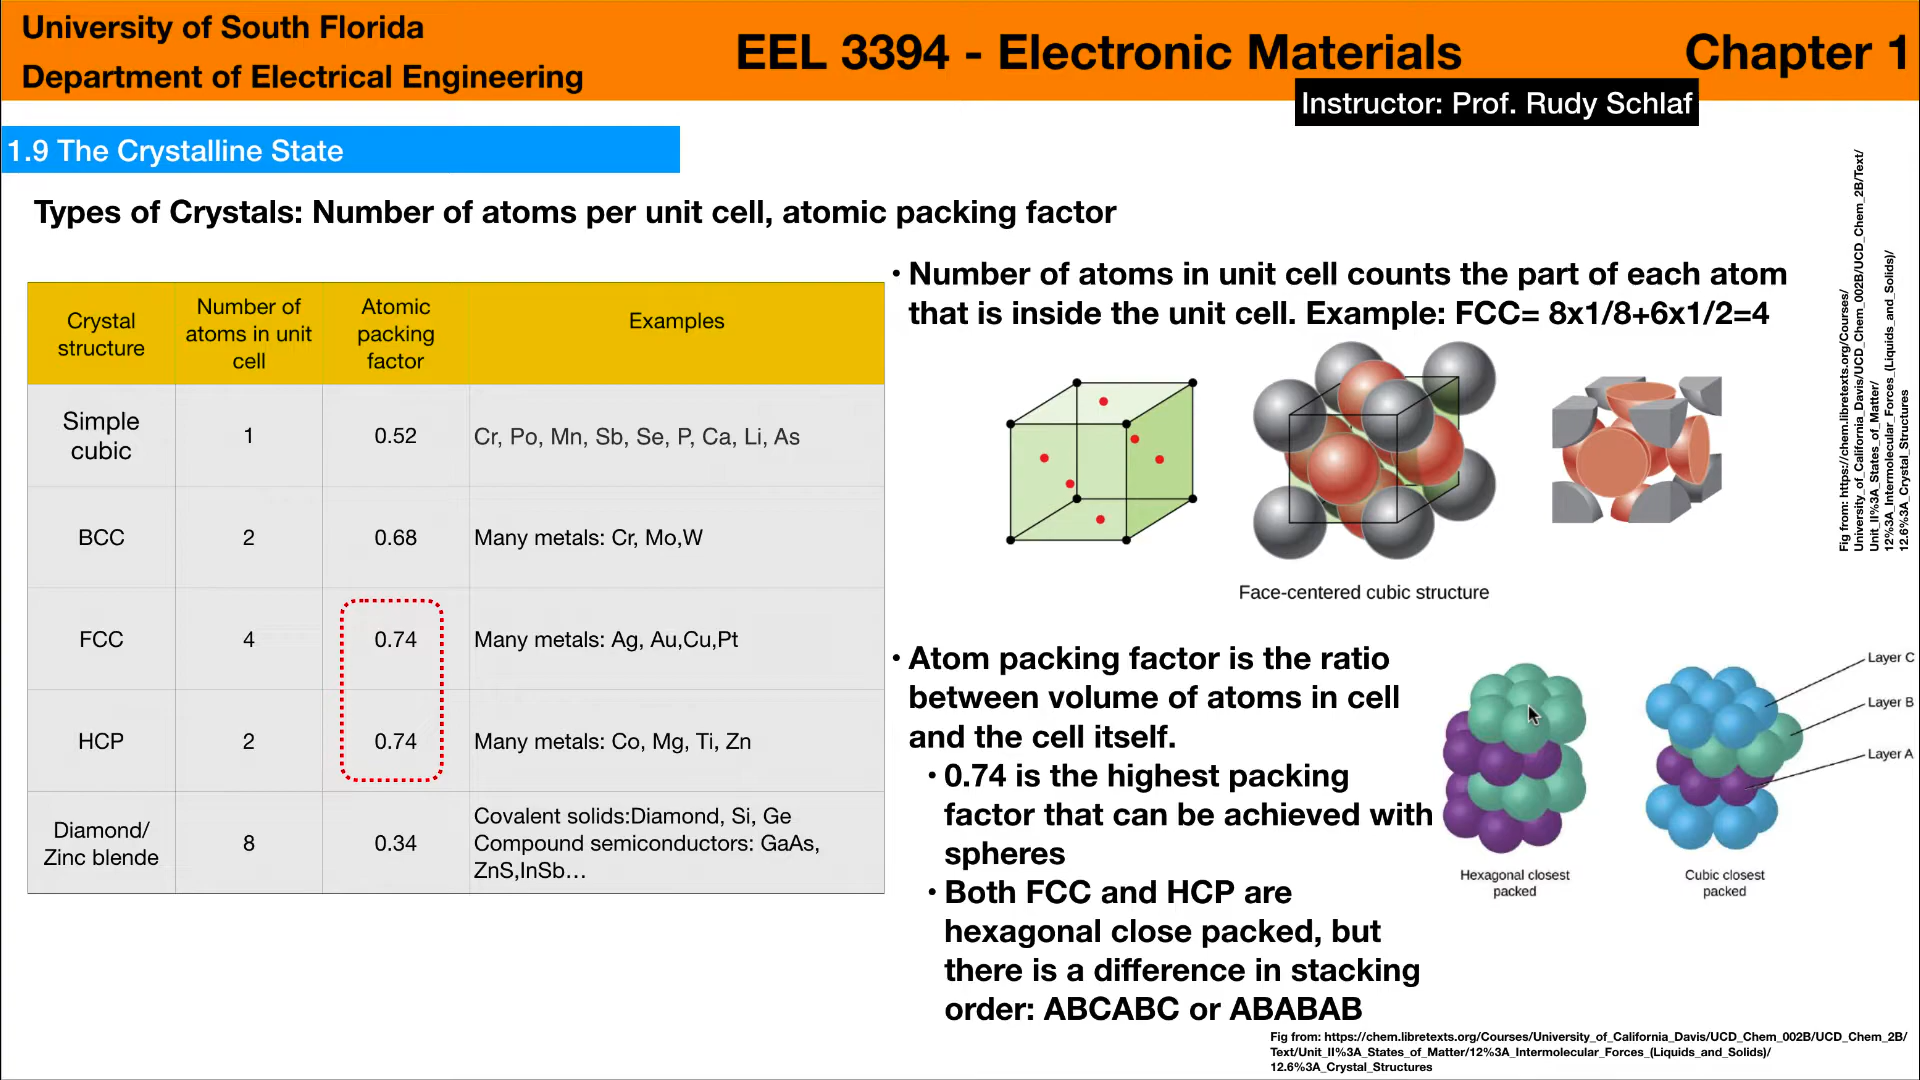 University of South Florida
Department of Electrical Engineering
EEL 3394 - Electronic Materials
Chapter 1
Instructor: Prof. Rudy Schlaf
1.9 The Crystalline State
Types of Crystals: Number of atoms per unit cell, atomic packing factor
Crystal
structure
Number of
atoms in unit
cell
Atomic
packing
factor
Examples
Simple
cubic
1
0.52
Cr, Po, Mn, Sb, Se, P, Ca, Li, As
BCC
2
0.68
Many metals: Cr, Mo,W
FCC
4
0.74
Many metals: Ag, Au,Cu,Pt
HCP
2
0.74
Many metals: Co, Mg, Ti, Zn
Diamond/
Zinc blende
8
0.34
Covalent solids:Diamond, Si, Ge
Compound semiconductors: GaAs,
ZnS,InSb…
• Number of atoms in unit cell counts the part of each atom
that is inside the unit cell. Example: FCC= 8x1/8+6x1/2=4
Face-centered cubic structure
Fig from: https://chem.libretexts.org/Courses/
University_of_California_Davis/UCD_Chem_002B/UCD_Chem_2B/Text/
Unit_II%3A_States_of_Matter/
12%3A_Intermolecular_Forces_(Liquids_and_Solids)/
12.6%3A_Crystal_Structures
• Atom packing factor is the ratio
between volume of atoms in cell
and the cell itself.
• 0.74 is the highest packing
factor that can be achieved with
spheres
• Both FCC and HCP are
hexagonal close packed, but
there is a difference in stacking
order: ABCABC or ABABAB
Layer C
Layer B
Layer A
Hexagonal closest
packed
Cubic closest
packed
Fig from: https://chem.libretexts.org/Courses/University_of_California_Davis/UCD_Chem_002B/UCD_Chem_2B/
Text/Unit_II%3A_States_of_Matter/12%3A_Intermolecular_Forces_(Liquids_and_Solids)/
12.6%3A_Crystal_Structures